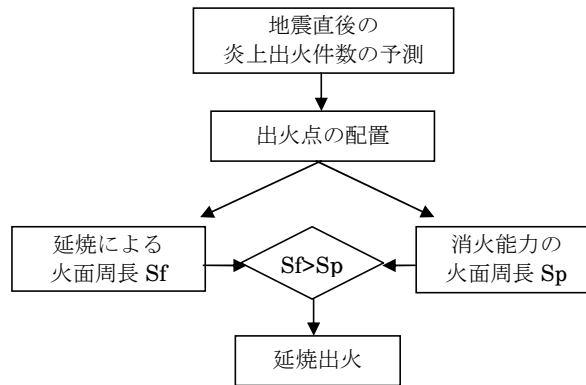 地震直後の
炎上出火件数の予測
出火点の配置
延焼による
火面周長 Sf
Sf>Sp
消火能力の
火面周長 Sp
延焼出火